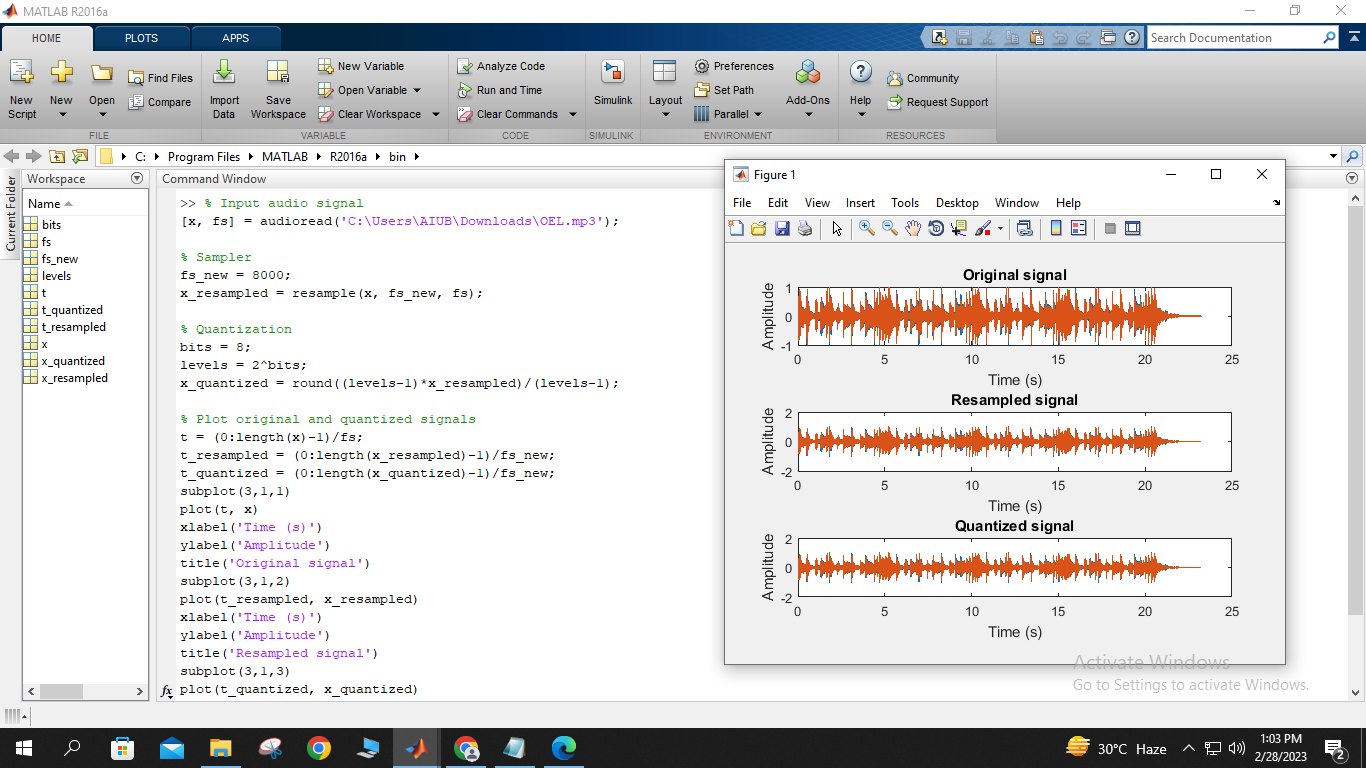 MATLAB R2016a
HOME PLOTS APPS
Search Documentation
New Script
New
Open
Find Files
Compare
Import Data
Save Workspace
New Variable
Open Variable
Clear Workspace
Analyze Code
Run and Time
Clear Commands
Simulink
Layout
Preferences
Set Path
Parallel
Add-Ons
Help
Community
Request Support
FILE VARIABLE CODE SIMULINK ENVIRONMENT RESOURCES
C: Program Files MATLAB R2016a bin
Current Folder
Workspace
Name
bits
fs
fs_new
levels
t
t_quantized
t_resampled
x
x_quantized
x_resampled
Command Window
>> % Input audio signal
[x, fs] = audioread('C:\Users\AIUB\Downloads\OEL.mp3');
% Sampler
fs_new = 8000;
x_resampled = resample(x, fs_new, fs);
% Quantization
bits = 8;
levels = 2^bits;
x_quantized = round((levels-1)*x_resampled)/(levels-1);
% Plot original and quantized signals
t = (0:length(x)-1)/fs;
t_resampled = (0:length(x_resampled)-1)/fs_new;
t_quantized = (0:length(x_quantized)-1)/fs_new;
subplot(3,1,1)
plot(t, x)
xlabel('Time (s)')
ylabel('Amplitude')
title('Original signal')
subplot(3,1,2)
plot(t_resampled, x_resampled)
xlabel('Time (s)')
ylabel('Amplitude')
title('Resampled signal')
subplot(3,1,3)
fx plot(t_quantized, x_quantized)
Figure 1
File Edit View Insert Tools Desktop Window Help
Original signal
Amplitude
1
0
-1
0 5 10 15 20 25
Time (s)
Resampled signal
Amplitude
2
0
-2
0 5 10 15 20 25
Time (s)
Quantized signal
Amplitude
2
0
-2
0 5 10 15 20 25
Time (s)
Activate Windows
Go to Settings to activate Windows.
30°C Haze
1:03 PM
2/28/2023
2